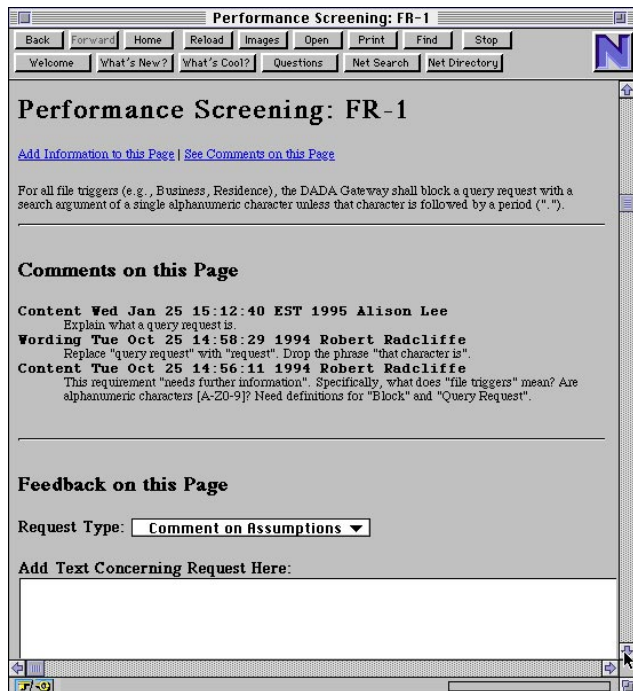 Performance Screening: FR-1
Back Forward Home Reload Images Open Print Find Stop
Welcome What's New? What's Cool? Questions Net Search Net Directory
N
Performance Screening: FR-1
Add Information to this Page | See Comments on this Page
For all file triggers (e.g., Business, Residence), the DADA Gateway shall block a query request with a
search argument of a single alphanumeric character unless that character is followed by a period (".").
Comments on this Page
Content Wed Jan 25 15:12:40 EST 1995 Alison Lee
Explain what a query request is.
Wording Tue Oct 25 14:58:29 1994 Robert Radcliffe
Replace "query request" with "request". Drop the phrase "that character is".
Content Tue Oct 25 14:56:11 1994 Robert Radcliffe
This requirement "needs further information". Specifically, what does "file triggers" mean? Are
alphanumeric characters [A-Z0-9]? Need definitions for "Block" and "Query Request".
Feedback on this Page
Request Type: Comment on Assumptions
Add Text Concerning Request Here: